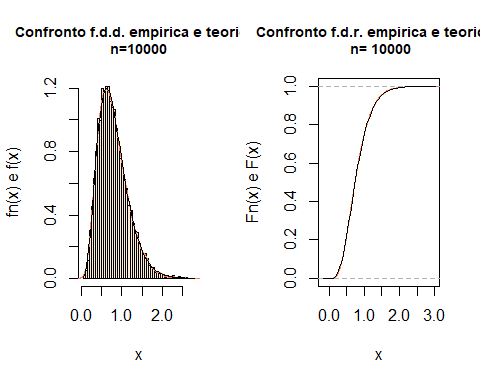 Confronto f.d.d. empirica e teori
n=10000
fn(x) e f(x)
1.2
0.8
0.4
0.0
0.0
1.0
2.0
x
Confronto f.d.r. empirica e teoric
n= 10000
Fn(x) e F(x)
1.0
0.8
0.6
0.4
0.2
0.0
0.0
1.0
2.0
3.0
x